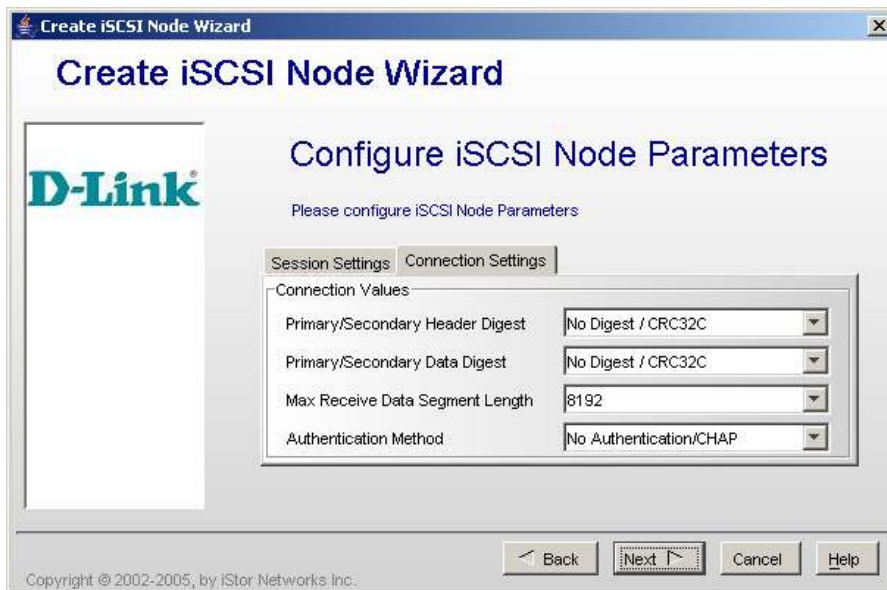 Create iSCSI Node Wizard
Create iSCSI Node Wizard
D-Link
Configure iSCSI Node Parameters
Please configure iSCSI Node Parameters
Session Settings Connection Settings
Connection Values
Primary/Secondary Header Digest No Digest / CRC32C
Primary/Secondary Data Digest No Digest / CRC32C
Max Receive Data Segment Length 8192
Authentication Method No Authentication/CHAP
Back Next Cancel Help
Copyright © 2002-2005, by iStor Networks Inc.